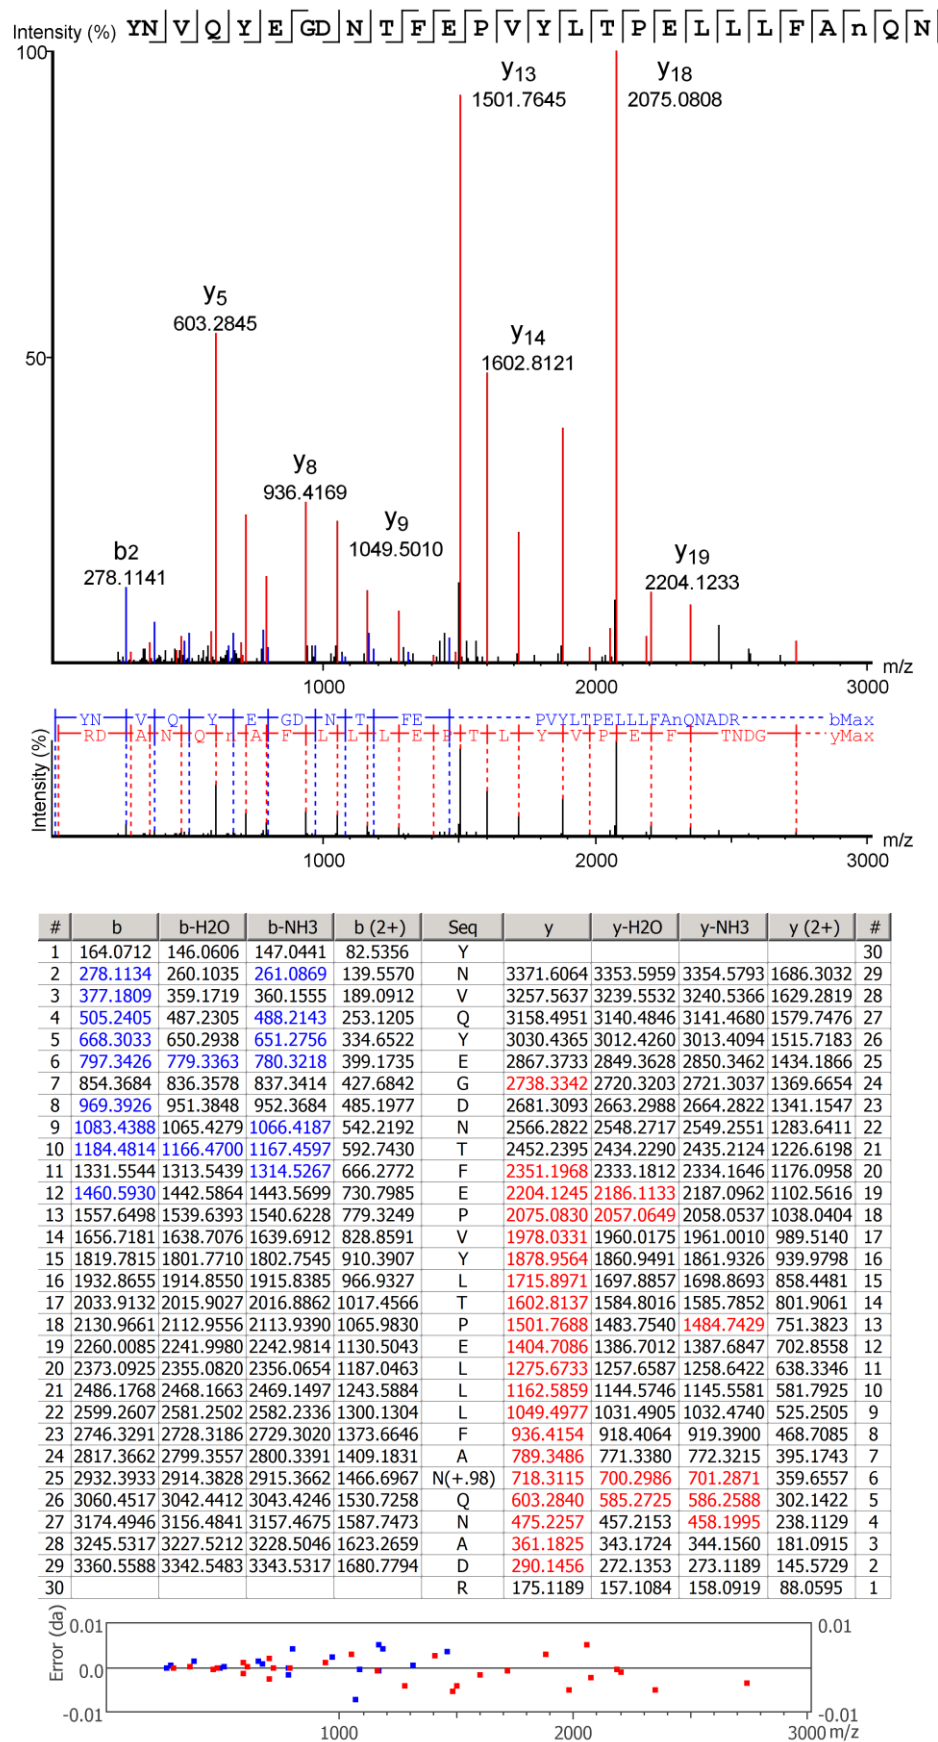 Intensity (%) YN V Q Y E GD N T F E P V Y L T P E L L L F A n Q N
100
y13
1501.7645
y18
2075.0808
y5
603.2845
50
y14
1602.8121
y8
936.4169
y9
1049.5010
b2
278.1141
y19
2204.1233
m/z
1000 2000 3000
YN V Q Y E GD N T FE PVYLTPELLLFAnQNADR bMax
RD A N Q n A F L L L E P T L Y V P E F TNDG yMax
Intensity (%)
m/z
1000 2000 3000
# b b-H2O b-NH3 b (2+) Seq y y-H2O y-NH3 y (2+) #
1 164.0712 146.0606 147.0441 82.5356 Y 30
2 278.1134 260.1035 261.0869 139.5570 N 3371.6064 3353.5959 3354.5793 1686.3032 29
3 377.1809 359.1719 360.1555 189.0912 V 3257.5637 3239.5532 3240.5366 1629.2819 28
4 505.2405 487.2305 488.2143 253.1205 Q 3158.4951 3140.4846 3141.4680 1579.7476 27
5 668.3033 650.2938 651.2756 334.6522 Y 3030.4365 3012.4260 3013.4094 1515.7183 26
6 797.3426 779.3363 780.3218 399.1735 E 2867.3733 2849.3628 2850.3462 1434.1866 25
7 854.3684 836.3578 837.3414 427.6842 G 2738.3342 2720.3203 2721.3037 1369.6654 24
8 969.3926 951.3848 952.3684 485.1977 D 2681.3093 2663.2988 2664.2822 1341.1547 23
9 1083.4388 1065.4279 1066.4187 542.2192 N 2566.2822 2548.2717 2549.2551 1283.6411 22
10 1184.4814 1166.4700 1167.4597 592.7430 T 2452.2395 2434.2290 2435.2124 1226.6198 21
11 1331.5544 1313.5439 1314.5267 666.2772 F 2351.1968 2333.1812 2334.1646 1176.0958 20
12 1460.5930 1442.5864 1443.5699 730.7985 E 2204.1245 2186.1133 2187.0962 1102.5616 19
13 1557.6498 1539.6393 1540.6228 779.3249 P 2075.0830 2057.0649 2058.0537 1038.0404 18
14 1656.7181 1638.7076 1639.6912 828.8591 V 1978.0331 1960.0175 1961.0010 989.5140 17
15 1819.7815 1801.7710 1802.7545 910.3907 Y 1878.9564 1860.9491 1861.9326 939.9798 16
16 1932.8655 1914.8550 1915.8385 966.9327 L 1715.8971 1697.8857 1698.8693 858.4481 15
17 2033.9132 2015.9027 2016.8862 1017.4566 T 1602.8137 1584.8016 1585.7852 801.9061 14
18 2130.9661 2112.9556 2113.9390 1065.9830 P 1501.7688 1483.7540 1484.7429 751.3823 13
19 2260.0085 2241.9980 2242.9814 1130.5043 E 1404.7086 1386.7012 1387.6847 702.8558 12
20 2373.0925 2355.0820 2356.0654 1187.0463 L 1275.6733 1257.6587 1258.6422 638.3346 11
21 2486.1768 2468.1663 2469.1497 1243.5884 L 1162.5859 1144.5746 1145.5581 581.7925 10
22 2599.2607 2581.2502 2582.2336 1300.1304 L 1049.4977 1031.4905 1032.4740 525.2505 9
23 2746.3291 2728.3186 2729.3020 1373.6646 F 936.4154 918.4064 919.3900 468.7085 8
24 2817.3662 2799.3557 2800.3391 1409.1831 A 789.3486 771.3380 772.3215 395.1743 7
25 2932.3933 2914.3828 2915.3662 1466.6967 N(+.98) 718.3115 700.2986 701.2871 359.6557 6
26 3060.4517 3042.4412 3043.4246 1530.7258 Q 603.2840 585.2725 586.2588 302.1422 5
27 3174.4946 3156.4841 3157.4675 1587.7473 N 475.2257 457.2153 458.1995 238.1129 4
28 3245.5317 3227.5212 3228.5046 1623.2659 A 361.1825 343.1724 344.1560 181.0915 3
29 3360.5588 3342.5483 3343.5317 1680.7794 D 290.1456 272.1353 273.1189 145.5729 2
30 R 175.1189 157.1084 158.0919 88.0595 1
Error (da)
0.01 0.01
0.0
-0.01 -0.01
1000 2000 3000 m/z